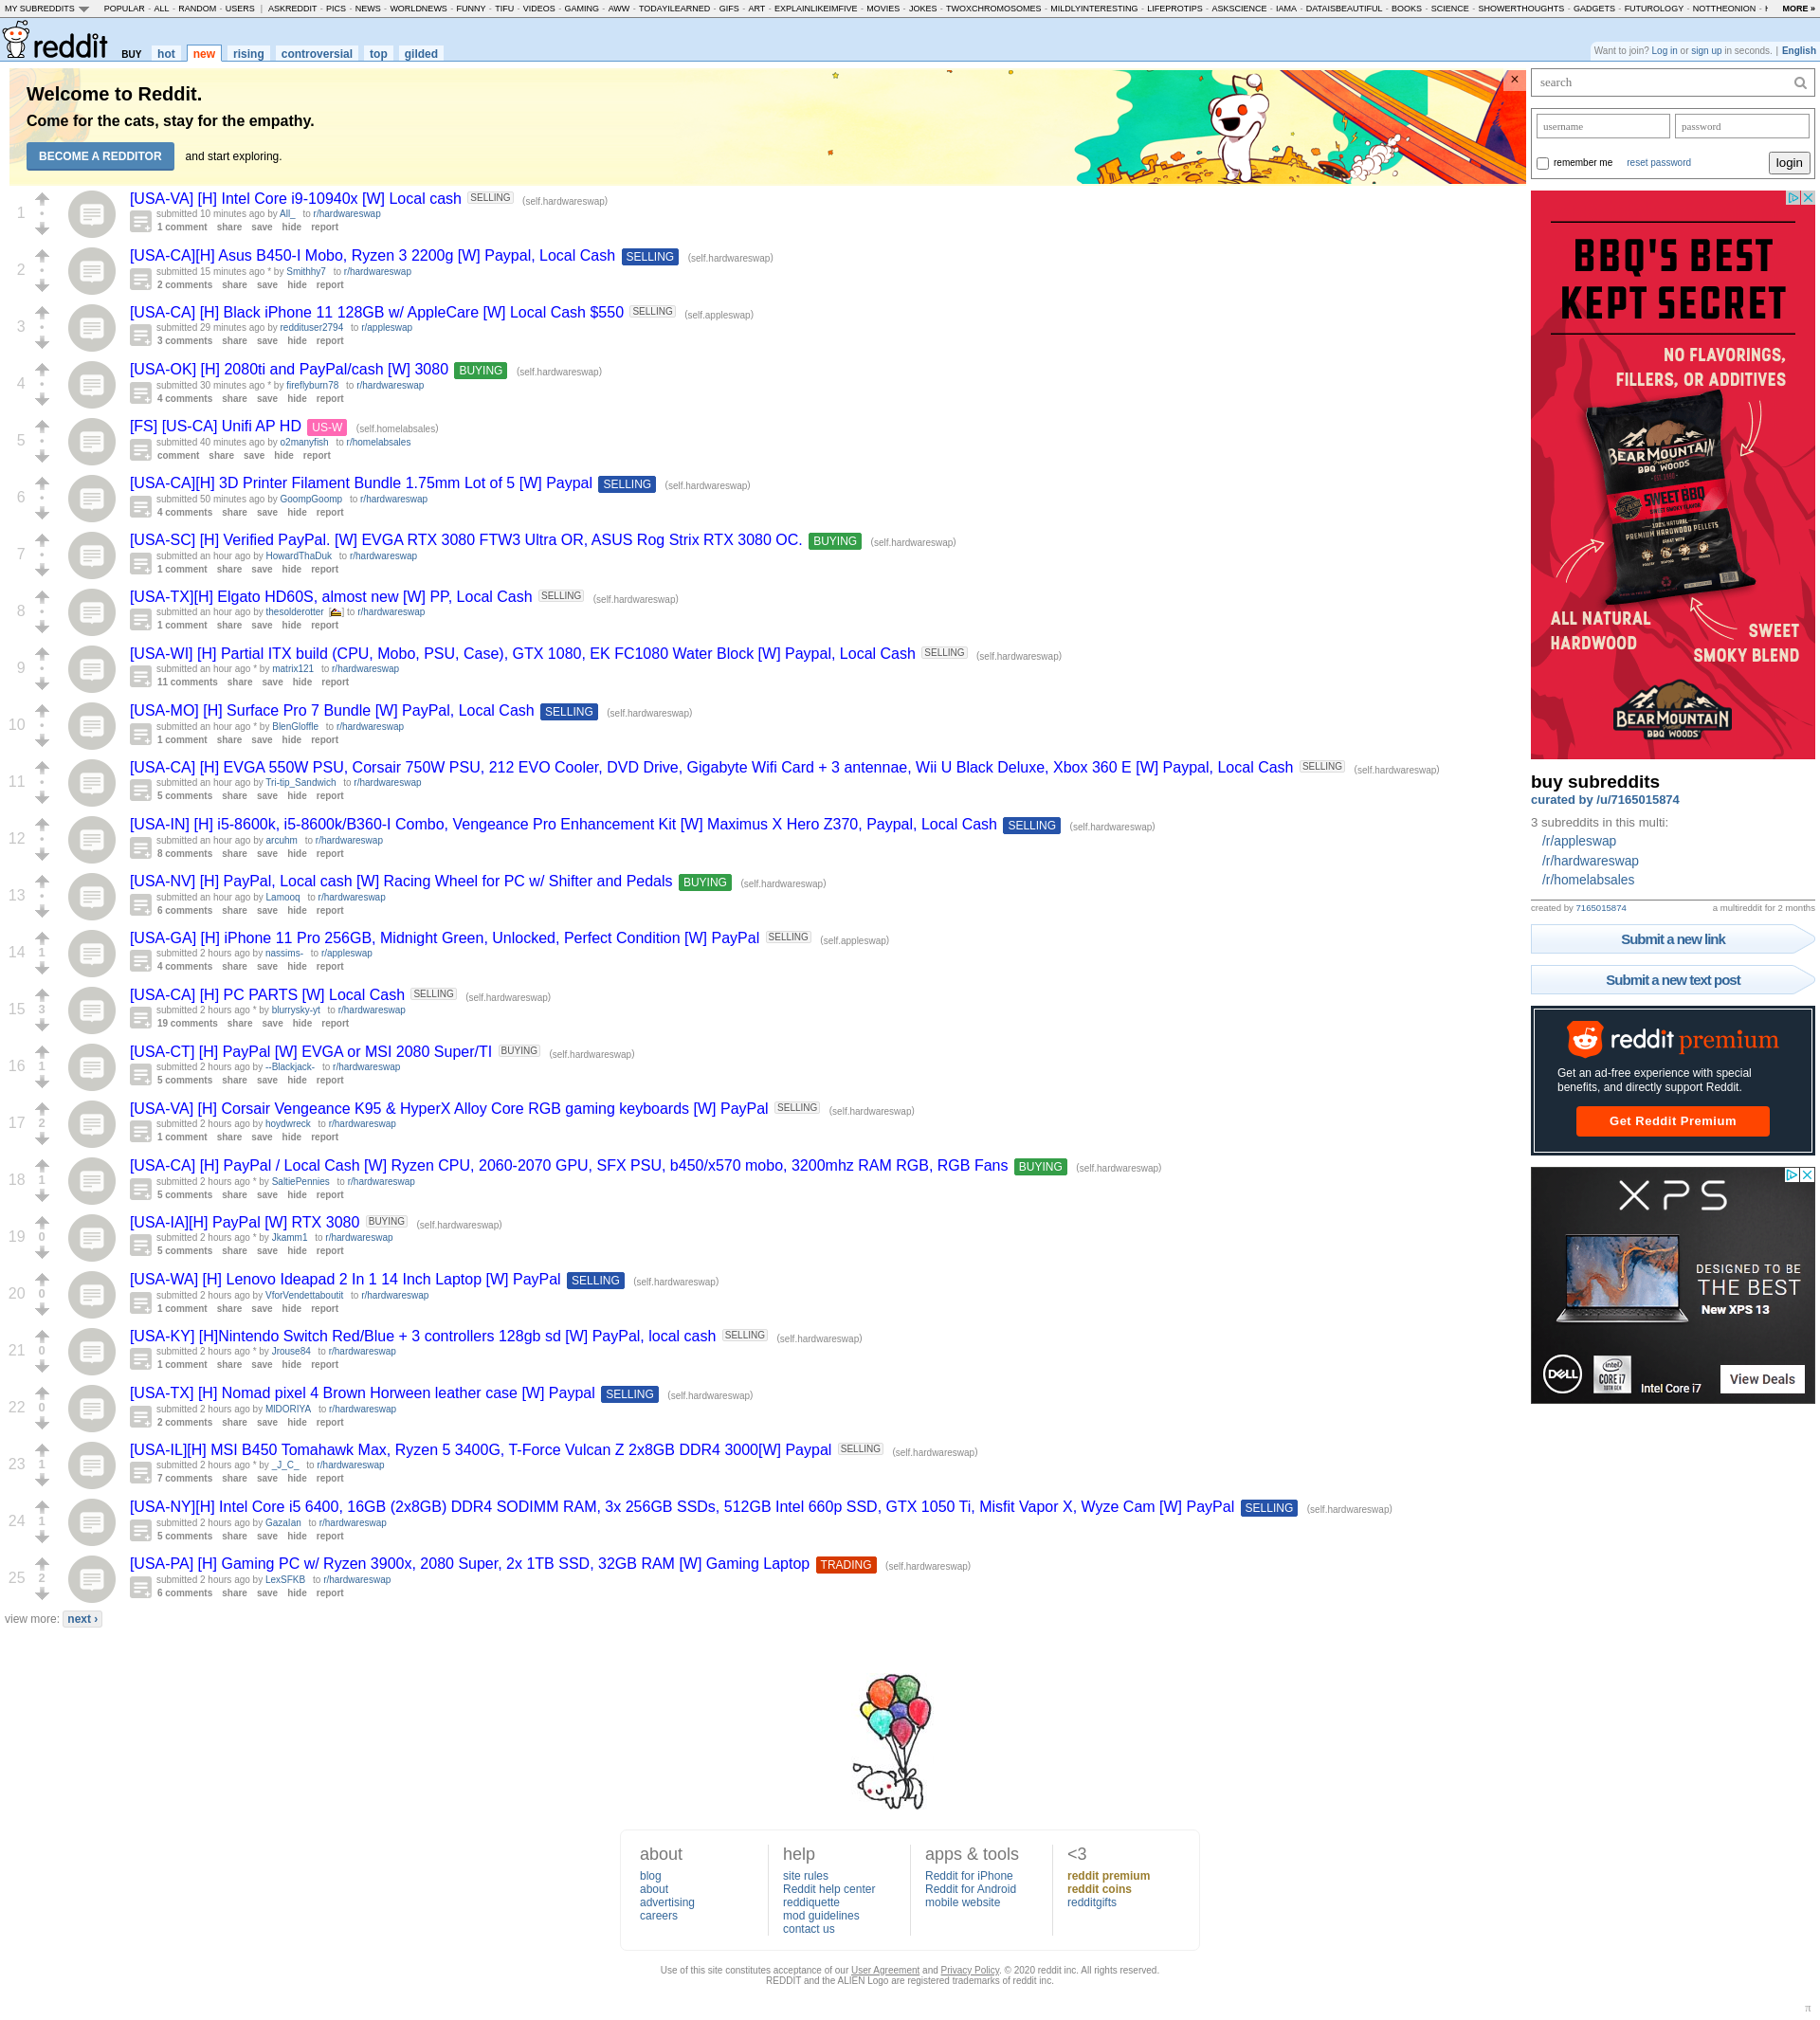 MY SUBREDDITS POPULAR - ALL - RANDOM - USERS | ASKREDDIT - PICS - NEWS - WORLDNEWS - FUNNY - TIFU - VIDEOS - GAMING - AWW - TODAYILEARNED - GIFS - ART - EXPLAINLIKEIMFIVE - MOVIES - JOKES - TWOXCHROMOSOMES - MILDLYINTERESTING - LIFEPROTIPS - ASKSCIENCE - IAMA - DATAISBEAUTIFUL - BOOKS - SCIENCE - SHOWERTHOUGHTS - GADGETS - FUTUROLOGY - NOTTHEONION - MORE »
reddit BUY hot new rising controversial top gilded
Want to join? Log in or sign up in seconds. | English
Welcome to Reddit.
Come for the cats, stay for the empathy.
BECOME A REDDITOR and start exploring.
×
1 [USA-VA] [H] Intel Core i9-10940x [W] Local cash SELLING (self.hardwareswap)
submitted 10 minutes ago by All_ to r/hardwareswap
1 comment share save hide report
2 [USA-CA][H] Asus B450-I Mobo, Ryzen 3 2200g [W] Paypal, Local Cash SELLING (self.hardwareswap)
submitted 15 minutes ago * by Smithhy7 to r/hardwareswap
2 comments share save hide report
3 [USA-CA] [H] Black iPhone 11 128GB w/ AppleCare [W] Local Cash $550 SELLING (self.appleswap)
submitted 29 minutes ago by reddituser2794 to r/appleswap
3 comments share save hide report
4 [USA-OK] [H] 2080ti and PayPal/cash [W] 3080 BUYING (self.hardwareswap)
submitted 30 minutes ago * by fireflyburn78 to r/hardwareswap
4 comments share save hide report
5 [FS] [US-CA] Unifi AP HD US-W (self.homelabsales)
submitted 40 minutes ago by o2manyfish to r/homelabsales
comment share save hide report
6 [USA-CA][H] 3D Printer Filament Bundle 1.75mm Lot of 5 [W] Paypal SELLING (self.hardwareswap)
submitted 50 minutes ago by GoompGoomp to r/hardwareswap
4 comments share save hide report
7 [USA-SC] [H] Verified PayPal. [W] EVGA RTX 3080 FTW3 Ultra OR, ASUS Rog Strix RTX 3080 OC. BUYING (self.hardwareswap)
submitted an hour ago by HowardThaDuk to r/hardwareswap
1 comment share save hide report
8 [USA-TX][H] Elgato HD60S, almost new [W] PP, Local Cash SELLING (self.hardwareswap)
submitted an hour ago by thesolderotter [] to r/hardwareswap
1 comment share save hide report
9 [USA-WI] [H] Partial ITX build (CPU, Mobo, PSU, Case), GTX 1080, EK FC1080 Water Block [W] Paypal, Local Cash SELLING (self.hardwareswap)
submitted an hour ago * by matrix121 to r/hardwareswap
11 comments share save hide report
10 [USA-MO] [H] Surface Pro 7 Bundle [W] PayPal, Local Cash SELLING (self.hardwareswap)
submitted an hour ago * by BlenGloffle to r/hardwareswap
1 comment share save hide report
11 [USA-CA] [H] EVGA 550W PSU, Corsair 750W PSU, 212 EVO Cooler, DVD Drive, Gigabyte Wifi Card + 3 antennae, Wii U Black Deluxe, Xbox 360 E [W] Paypal, Local Cash SELLING (self.hardwareswap)
submitted an hour ago by Tri-tip_Sandwich to r/hardwareswap
5 comments share save hide report
12 [USA-IN] [H] i5-8600k, i5-8600k/B360-I Combo, Vengeance Pro Enhancement Kit [W] Maximus X Hero Z370, Paypal, Local Cash SELLING (self.hardwareswap)
submitted an hour ago by arcuhm to r/hardwareswap
8 comments share save hide report
13 [USA-NV] [H] PayPal, Local cash [W] Racing Wheel for PC w/ Shifter and Pedals BUYING (self.hardwareswap)
submitted an hour ago by Lamooq to r/hardwareswap
6 comments share save hide report
14 1 [USA-GA] [H] iPhone 11 Pro 256GB, Midnight Green, Unlocked, Perfect Condition [W] PayPal SELLING (self.appleswap)
submitted 2 hours ago by nassims- to r/appleswap
4 comments share save hide report
15 3 [USA-CA] [H] PC PARTS [W] Local Cash SELLING (self.hardwareswap)
submitted 2 hours ago * by blurrysky-yt to r/hardwareswap
19 comments share save hide report
16 1 [USA-CT] [H] PayPal [W] EVGA or MSI 2080 Super/TI BUYING (self.hardwareswap)
submitted 2 hours ago by --Blackjack- to r/hardwareswap
5 comments share save hide report
17 2 [USA-VA] [H] Corsair Vengeance K95 & HyperX Alloy Core RGB gaming keyboards [W] PayPal SELLING (self.hardwareswap)
submitted 2 hours ago by hoydwreck to r/hardwareswap
1 comment share save hide report
18 1 [USA-CA] [H] PayPal / Local Cash [W] Ryzen CPU, 2060-2070 GPU, SFX PSU, b450/x570 mobo, 3200mhz RAM RGB, RGB Fans BUYING (self.hardwareswap)
submitted 2 hours ago * by SaltiePennies to r/hardwareswap
5 comments share save hide report
19 0 [USA-IA][H] PayPal [W] RTX 3080 BUYING (self.hardwareswap)
submitted 2 hours ago * by Jkamm1 to r/hardwareswap
5 comments share save hide report
20 0 [USA-WA] [H] Lenovo Ideapad 2 In 1 14 Inch Laptop [W] PayPal SELLING (self.hardwareswap)
submitted 2 hours ago by VforVendettaboutit to r/hardwareswap
1 comment share save hide report
21 0 [USA-KY] [H]Nintendo Switch Red/Blue + 3 controllers 128gb sd [W] PayPal, local cash SELLING (self.hardwareswap)
submitted 2 hours ago * by Jrouse84 to r/hardwareswap
1 comment share save hide report
22 0 [USA-TX] [H] Nomad pixel 4 Brown Horween leather case [W] Paypal SELLING (self.hardwareswap)
submitted 2 hours ago by MIDORIYA to r/hardwareswap
2 comments share save hide report
23 1 [USA-IL][H] MSI B450 Tomahawk Max, Ryzen 5 3400G, T-Force Vulcan Z 2x8GB DDR4 3000[W] Paypal SELLING (self.hardwareswap)
submitted 2 hours ago * by _J_C_ to r/hardwareswap
7 comments share save hide report
24 1 [USA-NY][H] Intel Core i5 6400, 16GB (2x8GB) DDR4 SODIMM RAM, 3x 256GB SSDs, 512GB Intel 660p SSD, GTX 1050 Ti, Misfit Vapor X, Wyze Cam [W] PayPal SELLING (self.hardwareswap)
submitted 2 hours ago by Gazalan to r/hardwareswap
5 comments share save hide report
25 2 [USA-PA] [H] Gaming PC w/ Ryzen 3900x, 2080 Super, 2x 1TB SSD, 32GB RAM [W] Gaming Laptop TRADING (self.hardwareswap)
submitted 2 hours ago by LexSFKB to r/hardwareswap
6 comments share save hide report
view more: next ›
search
username password
remember me reset password login
BBQ'S BEST
KEPT SECRET
NO FLAVORINGS,
FILLERS, OR ADDITIVES
BEAR MOUNTAIN
BBQ WOODS
SWEET BBQ
100% NATURAL
PREMIUM HARDWOOD PELLETS
ALL NATURAL
HARDWOOD
SWEET
SMOKY BLEND
BEAR MOUNTAIN
BBQ WOODS
buy subreddits
curated by /u/7165015874
3 subreddits in this multi:
/r/appleswap
/r/hardwareswap
/r/homelabsales
created by 7165015874 a multireddit for 2 months
Submit a new link
Submit a new text post
reddit premium
Get an ad-free experience with special
benefits, and directly support Reddit.
Get Reddit Premium
XPS
DESIGNED TO BE
THE BEST
New XPS 13
DELL
intel
CORE i7
Intel Core i7
View Deals
about
blog
about
advertising
careers
help
site rules
Reddit help center
reddiquette
mod guidelines
contact us
apps & tools
Reddit for iPhone
Reddit for Android
mobile website
<3
reddit premium
reddit coins
redditgifts
Use of this site constitutes acceptance of our User Agreement and Privacy Policy. © 2020 reddit inc. All rights reserved.
REDDIT and the ALIEN Logo are registered trademarks of reddit inc.
π